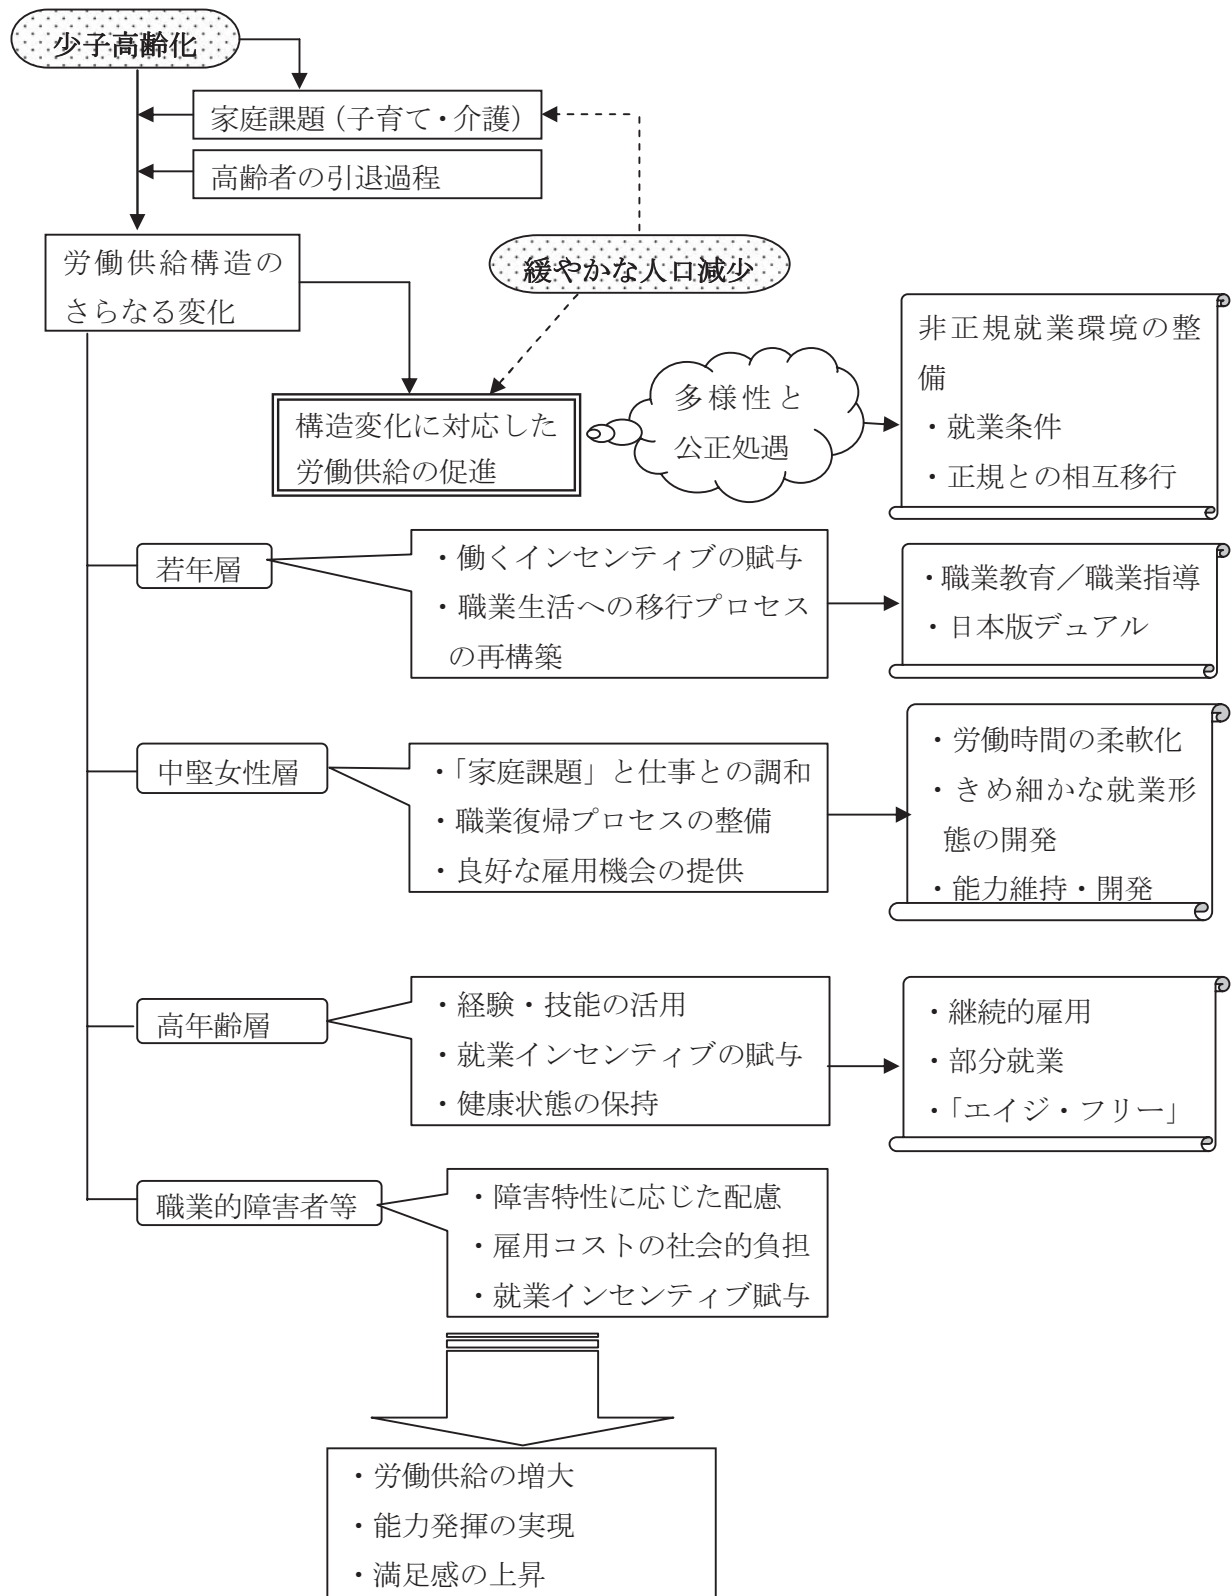 少子高齢化
家庭課題（子育て・介護）
高齢者の引退過程
労働供給構造の
さらなる変化
緩やかな人口減少
構造変化に対応した
労働供給の促進
多様性と
公正処遇
非正規就業環境の整
備
・就業条件
・正規との相互移行
若年層
・働くインセンティブの賦与
・職業生活への移行プロセス
の再構築
・職業教育／職業指導
・日本版デュアル
中堅女性層
・「家庭課題」と仕事との調和
・職業復帰プロセスの整備
・良好な雇用機会の提供
・労働時間の柔軟化
・きめ細かな就業形
態の開発
・能力維持・開発
高年齢層
・経験・技能の活用
・就業インセンティブの賦与
・健康状態の保持
・継続的雇用
・部分就業
・「エイジ・フリー」
職業的障害者等
・障害特性に応じた配慮
・雇用コストの社会的負担
・就業インセンティブ賦与
・労働供給の増大
・能力発揮の実現
・満足感の上昇